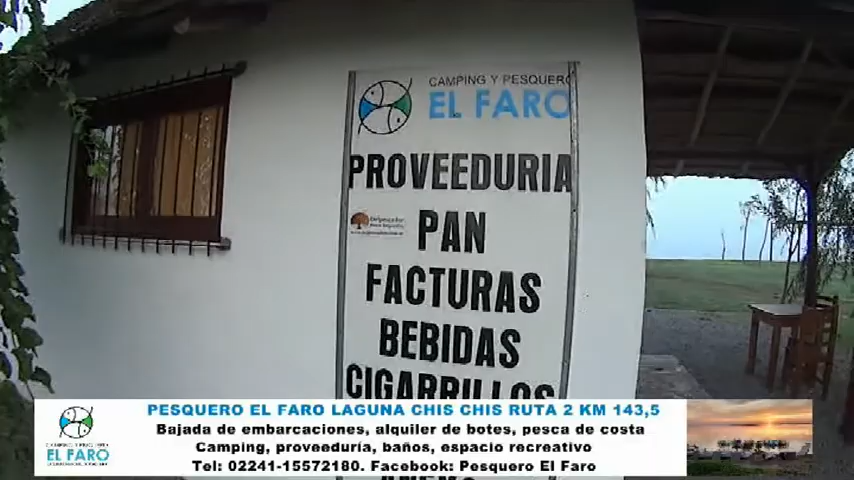 CAMPING Y PESQUERO
EL FARO
PROVEEDURIA
PAN
FACTURAS
BEBIDAS
CIGARRILLOS
EL FARO
PESQUERO EL FARO LAGUNA CHIS CHIS RUTA 2 KM 143,5
Bajada de embarcaciones, alquiler de botes, pesca de costa
Camping, proveeduría, baños, espacio recreativo
Tel: 02241-15572180. Facebook: Pesquero El Faro